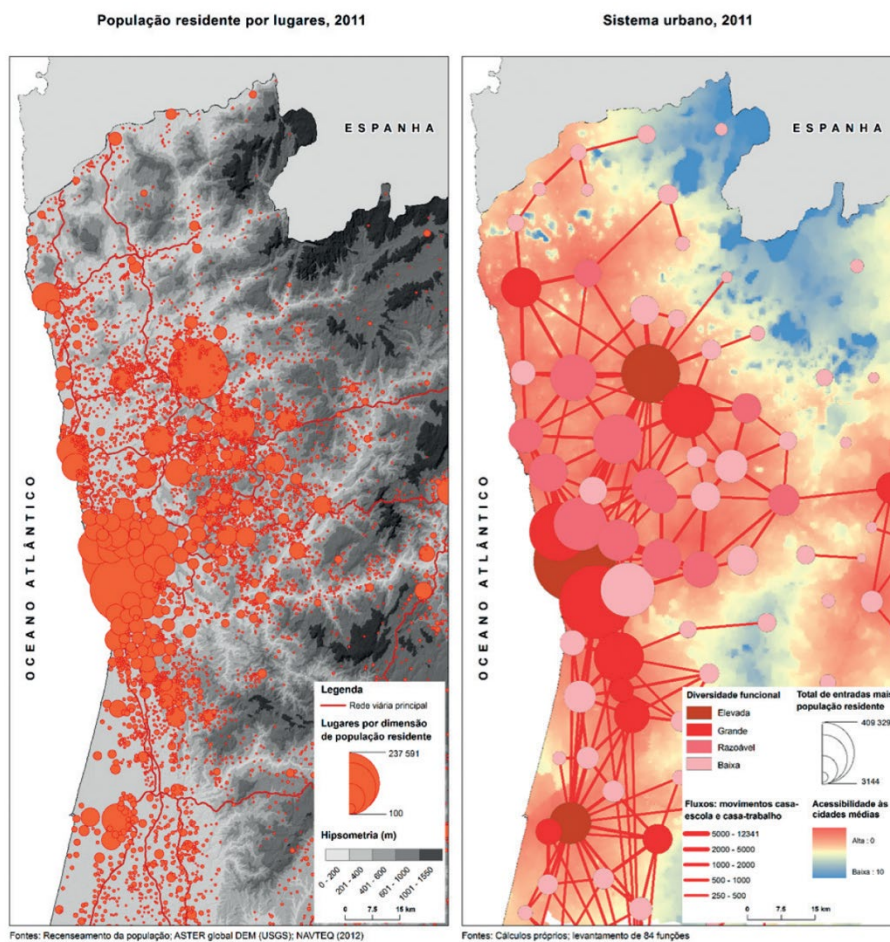 População residente por lugares, 2011
ESPANHA
OCEANO ATLÂNTICO
Legenda
Rede viária principal
Lugares por dimensão
de população residente
237 591
100
Hipsometria (m)
0 - 200
201 - 400
401 - 600
601 - 1000
1001 - 1550
0 7.5 15 km
Fontes: Recenseamento da população; ASTER global DEM (USGS); NAVTEQ (2012)
Sistema urbano, 2011
ESPANHA
OCEANO ATLÂNTICO
Diversidade funcional
Elevada
Grande
Razoável
Baixa
Total de entradas mais
população residente
409 329
3144
Fluxos: movimentos casa-
escola e casa-trabalho
5000 - 12341
2000 - 5000
1000 - 2000
500 - 1000
250 - 500
Acessibilidade às
cidades médias
Alta : 0
Baixa : 10
0 7.5 15 km
Fontes: Cálculos próprios; levantamento de 84 funções